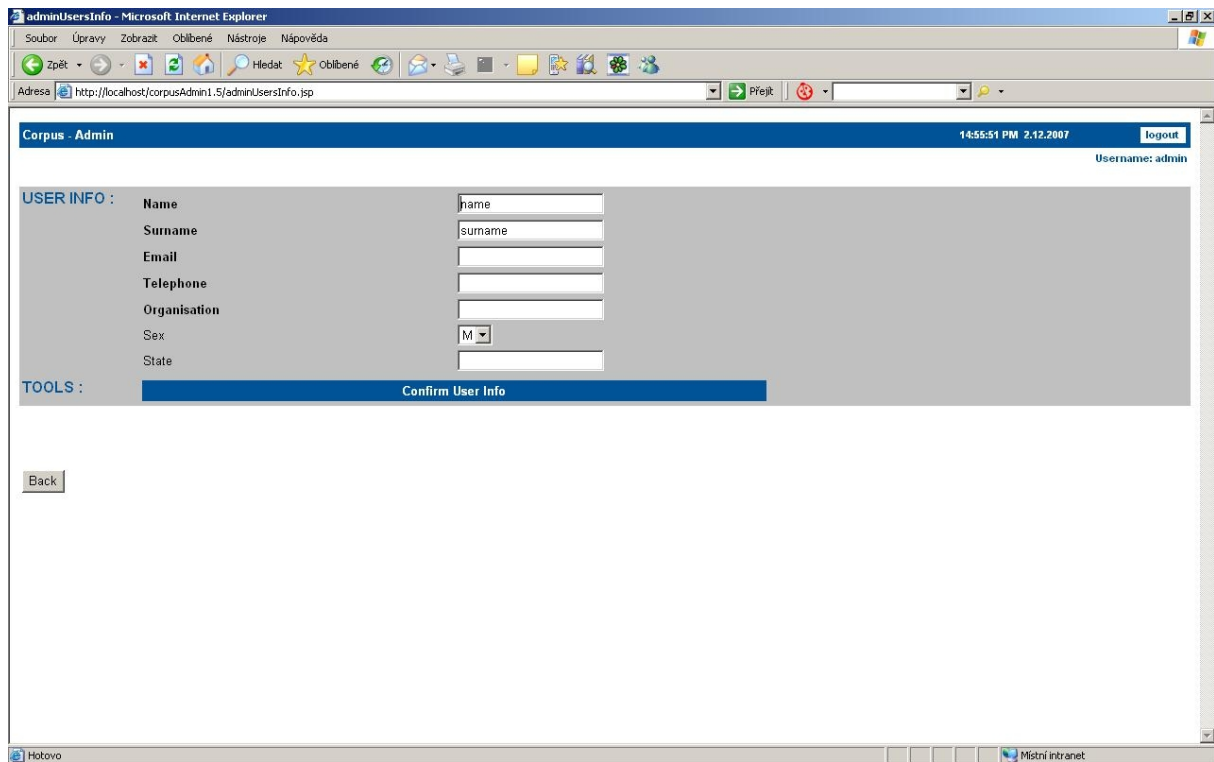 adminUsersInfo - Microsoft Internet Explorer
Soubor Úpravy Zobrazit Oblíbené Nástroje Nápověda
Zpět Hledat Oblíbené
Adresa http://localhost/corpusAdmin1.5/adminUsersInfo.jsp Přejít
Corpus - Admin 14:55:51 PM 2.12.2007 logout
Username: admin
USER INFO :
Name name
Surname surname
Email
Telephone
Organisation
Sex M
State
TOOLS : Confirm User Info
Back
Hotovo Místní intranet